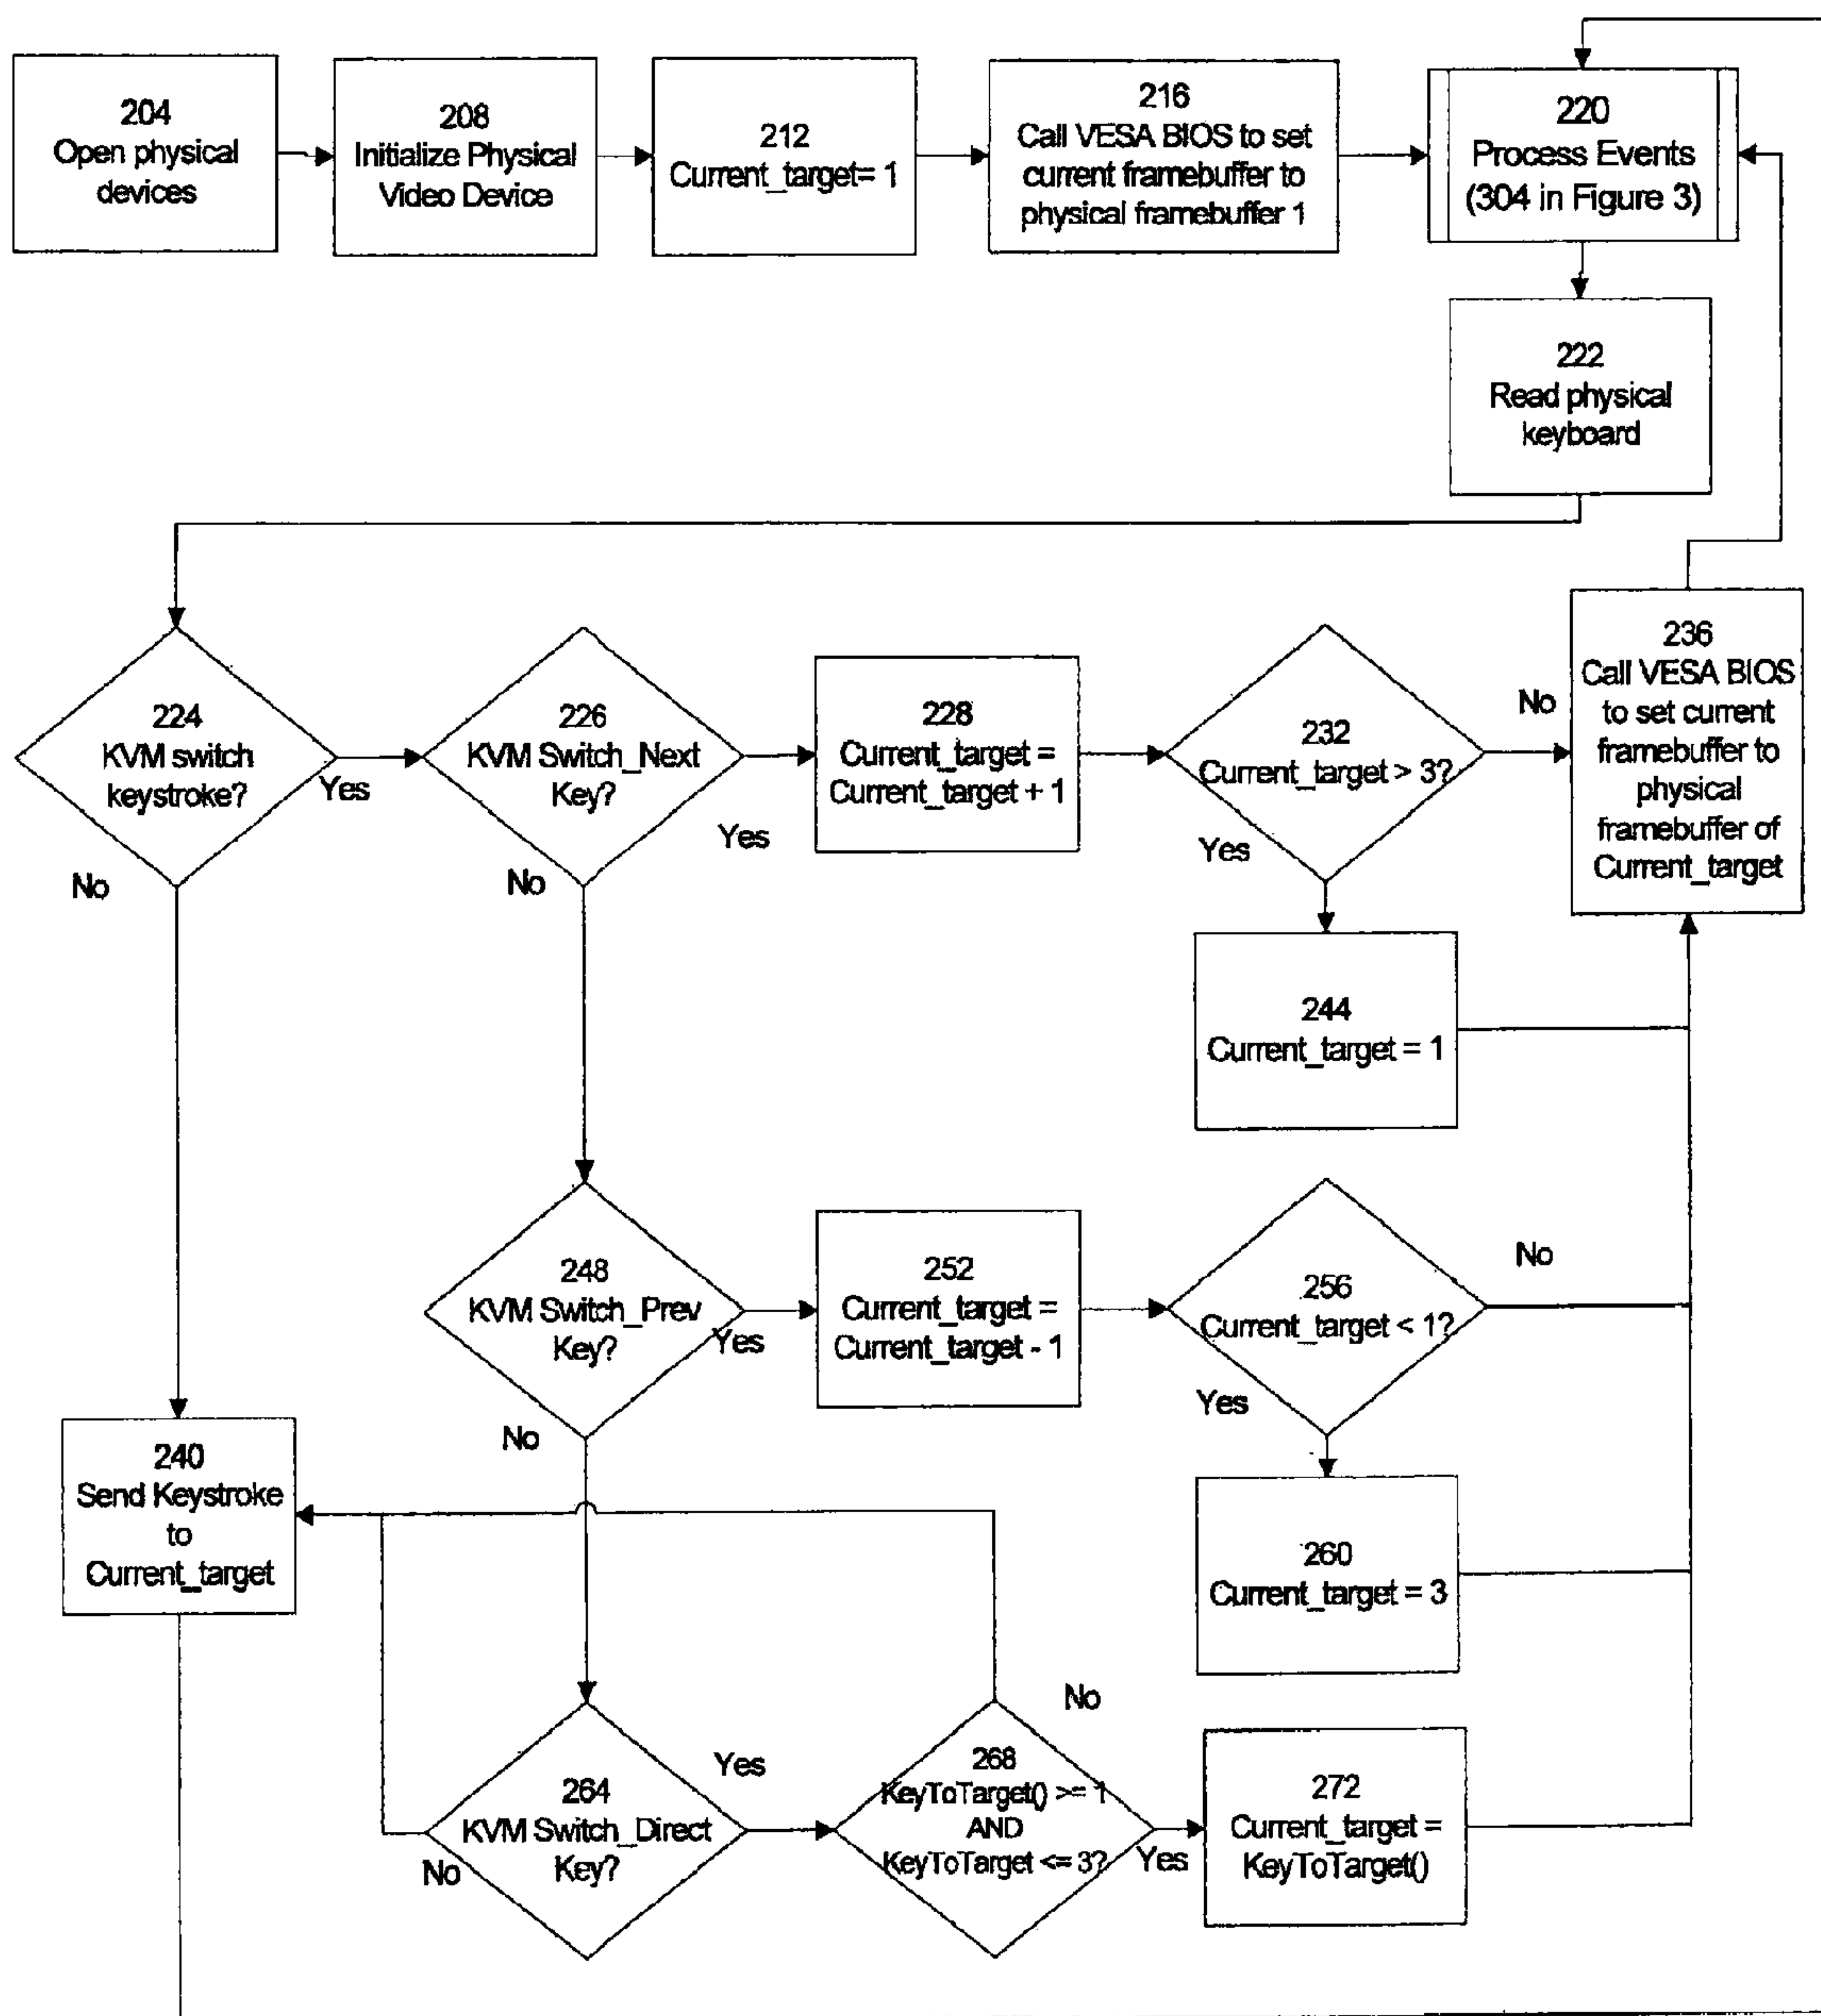 204
Open physical
devices
208
Initialize Physical
Video Device
212
Current_target= 1
216
Call VESA BIOS to set
current framebuffer to
physical framebuffer 1
220
Process Events
(304 in Figure 3)
222
Read physical
keyboard
224
KVM switch
keystroke?
Yes
No
226
KVM Switch_Next
Key?
Yes
No
228
Current_target =
Current_target + 1
232
Current_target > 3?
No
Yes
236
Call VESA BIOS
to set current
framebuffer to
physical
framebuffer of
Current_target
244
Current_target = 1
248
KVM Switch_Prev
Key?
Yes
No
252
Current_target =
Current_target - 1
256
Current_target < 1?
No
Yes
240
Send Keystroke
to
Current_target
260
Current_target = 3
264
KVM Switch_Direct
Key?
Yes
No
268
KeyToTarget() >= 1
AND
KeyToTarget <= 3?
No
Yes
272
Current_target =
KeyToTarget()